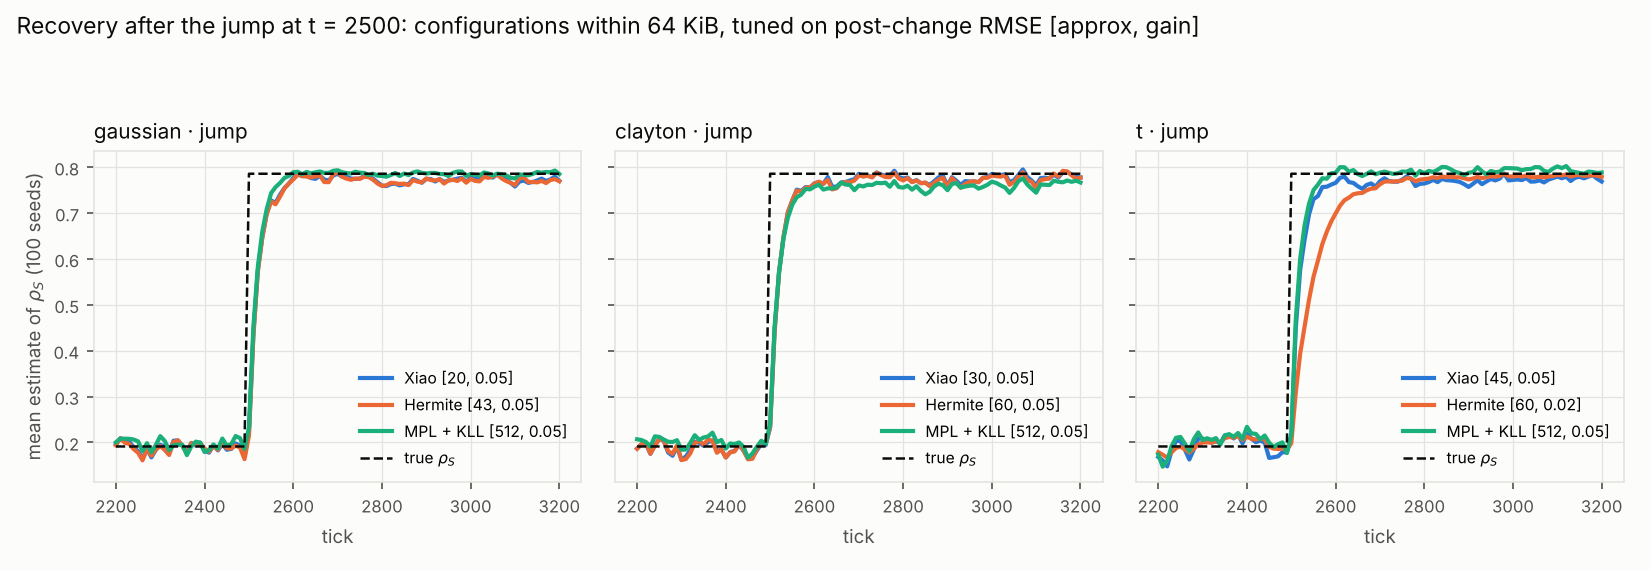 Recovery after the jump at t = 2500: configurations within 64 KiB, tuned on post-change RMSE [approx, gain]
gaussian · jump
clayton · jump
t · jump
mean estimate of ρS (100 seeds)
0.8
0.7
0.6
0.5
0.4
0.3
0.2
Xiao [20, 0.05]
Hermite [43, 0.05]
MPL + KLL [512, 0.05]
true ρS
Xiao [30, 0.05]
Hermite [60, 0.05]
MPL + KLL [512, 0.05]
true ρS
Xiao [45, 0.05]
Hermite [60, 0.02]
MPL + KLL [512, 0.05]
true ρS
2200 2400 2600 2800 3000 3200
2200 2400 2600 2800 3000 3200
2200 2400 2600 2800 3000 3200
tick
tick
tick